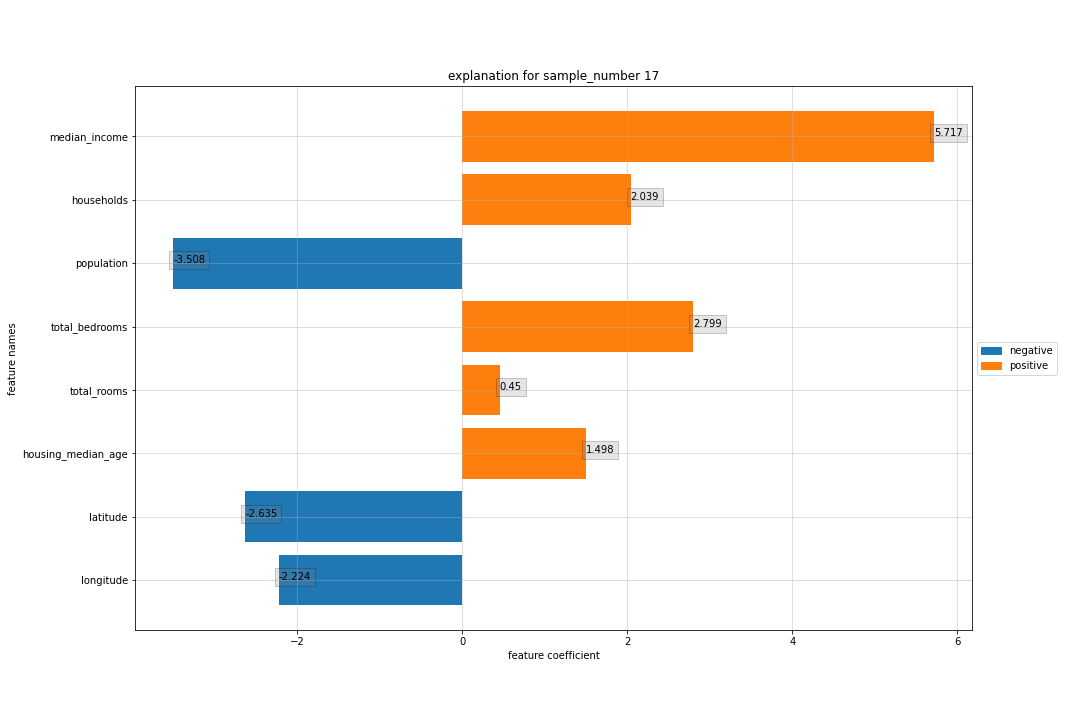 explanation for sample_number 17
median_income
5.717
households
2.039
population
-3.508
total_bedrooms
2.799
total_rooms
0.45
housing_median_age
1.498
latitude
-2.635
longitude
-2.224
feature names
−2
0
2
4
6
feature coefficient
negative
positive